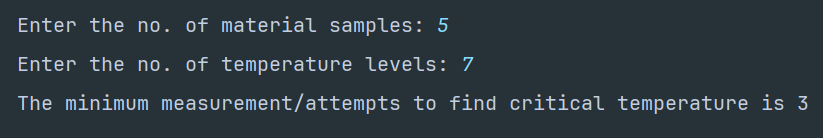 Enter the no. of material samples: 5
Enter the no. of temperature levels: 7
The minimum measurement/attempts to find critical temperature is 3